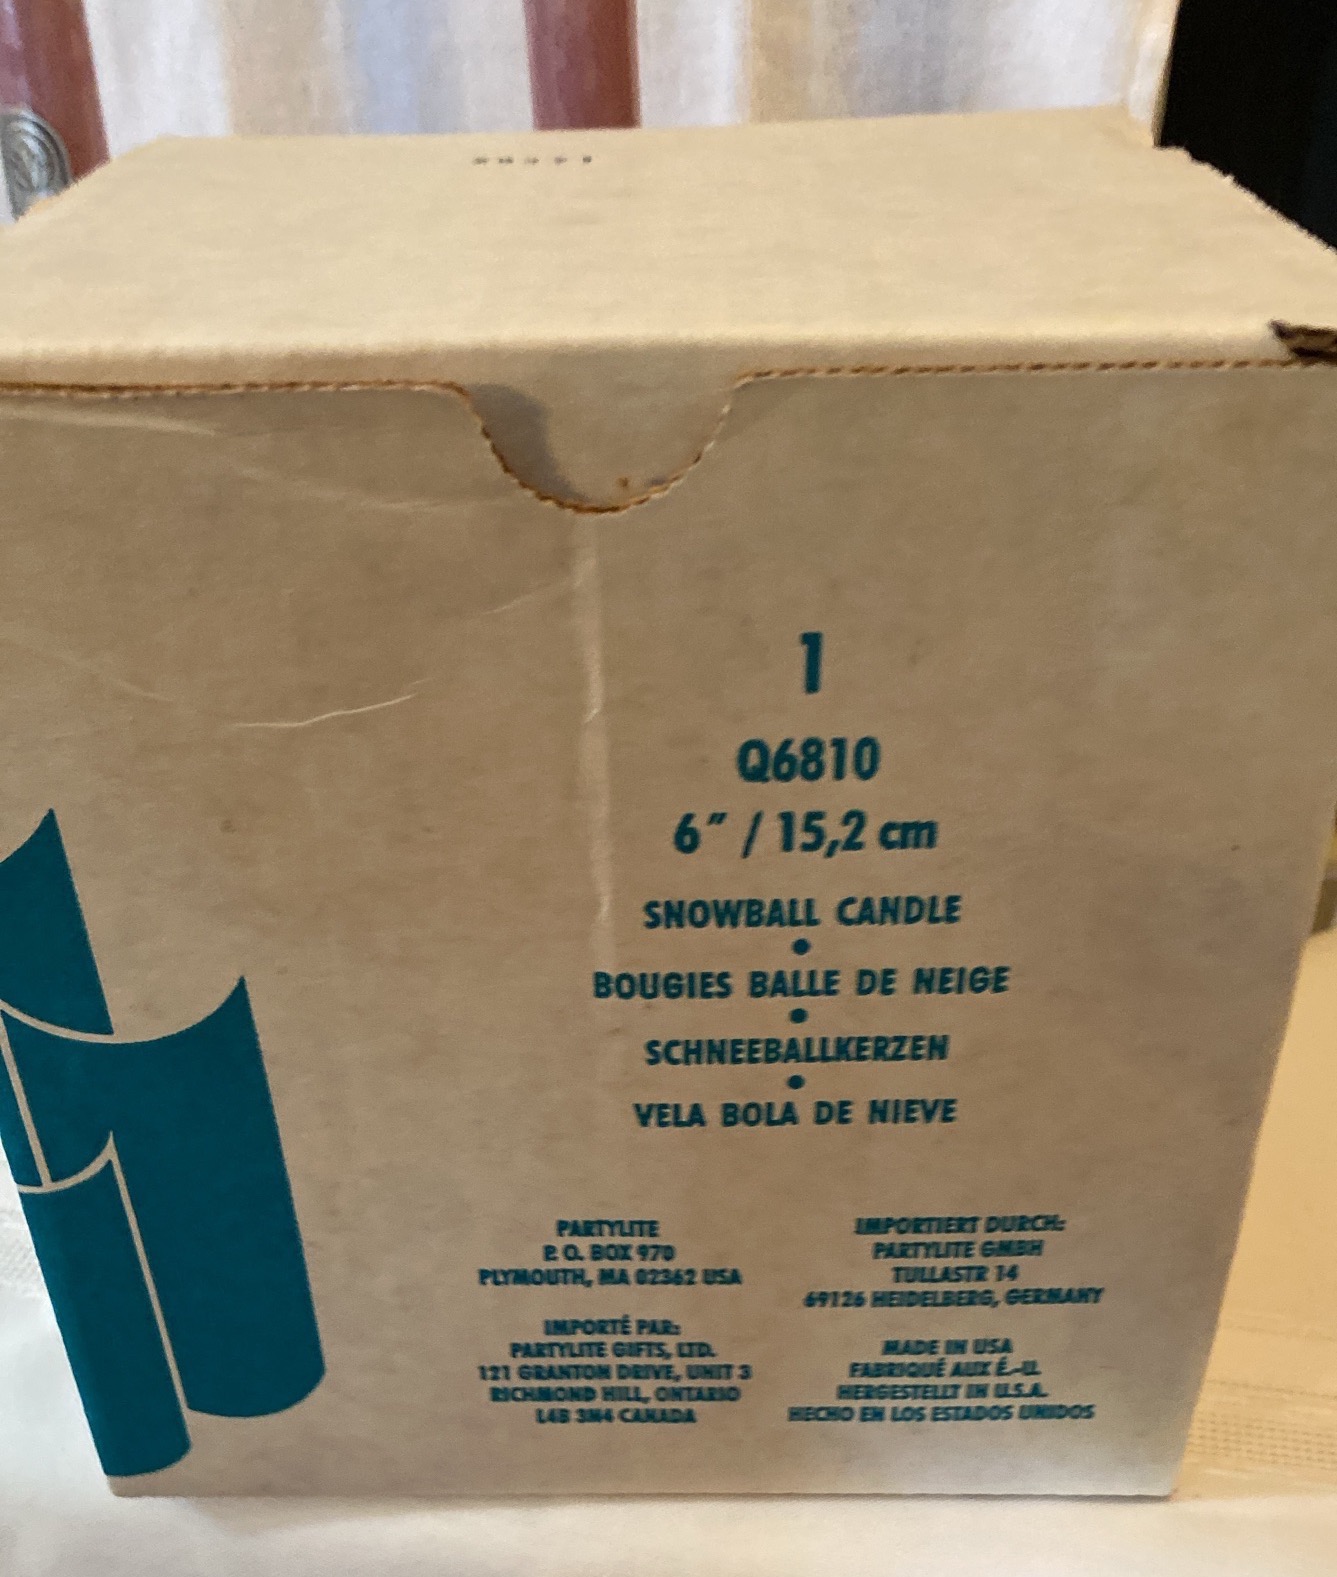 1
Q6810
6" / 15,2 cm
SNOWBALL CANDLE
•
BOUGIES BALLE DE NEIGE
•
SCHNEEBALLKERZEN
•
VELA BOLA DE NIEVE
PARTYLITE
P.O. BOX 970
PLYMOUTH, MA 02362 USA
IMPORTÉ PAR:
PARTYLITE GIFTS, LTD.
121 GRANTON DRIVE, UNIT 3
RICHMOND HILL, ONTARIO
L4B 3N4 CANADA
IMPORTIERT DURCH:
PARTYLITE GMBH
TULLASTR 14
69126 HEIDELBERG, GERMANY
MADE IN USA
FABRIQUÉ AUX É.-U.
HERGESTELLT IN U.S.A.
HECHO EN LOS ESTADOS UNIDOS